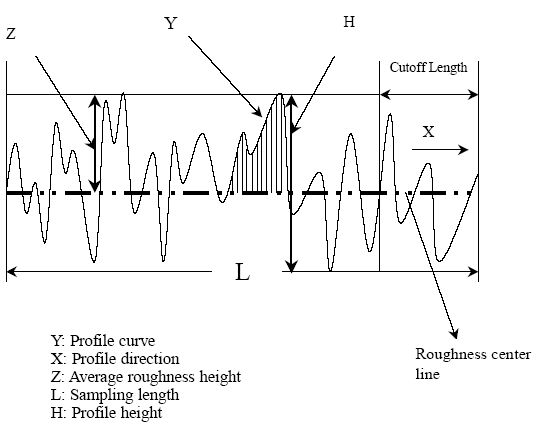 Z
Y
H
Cutoff Length
X
L
Roughness center
line
Y: Profile curve
X: Profile direction
Z: Average roughness height
L: Sampling length
H: Profile height